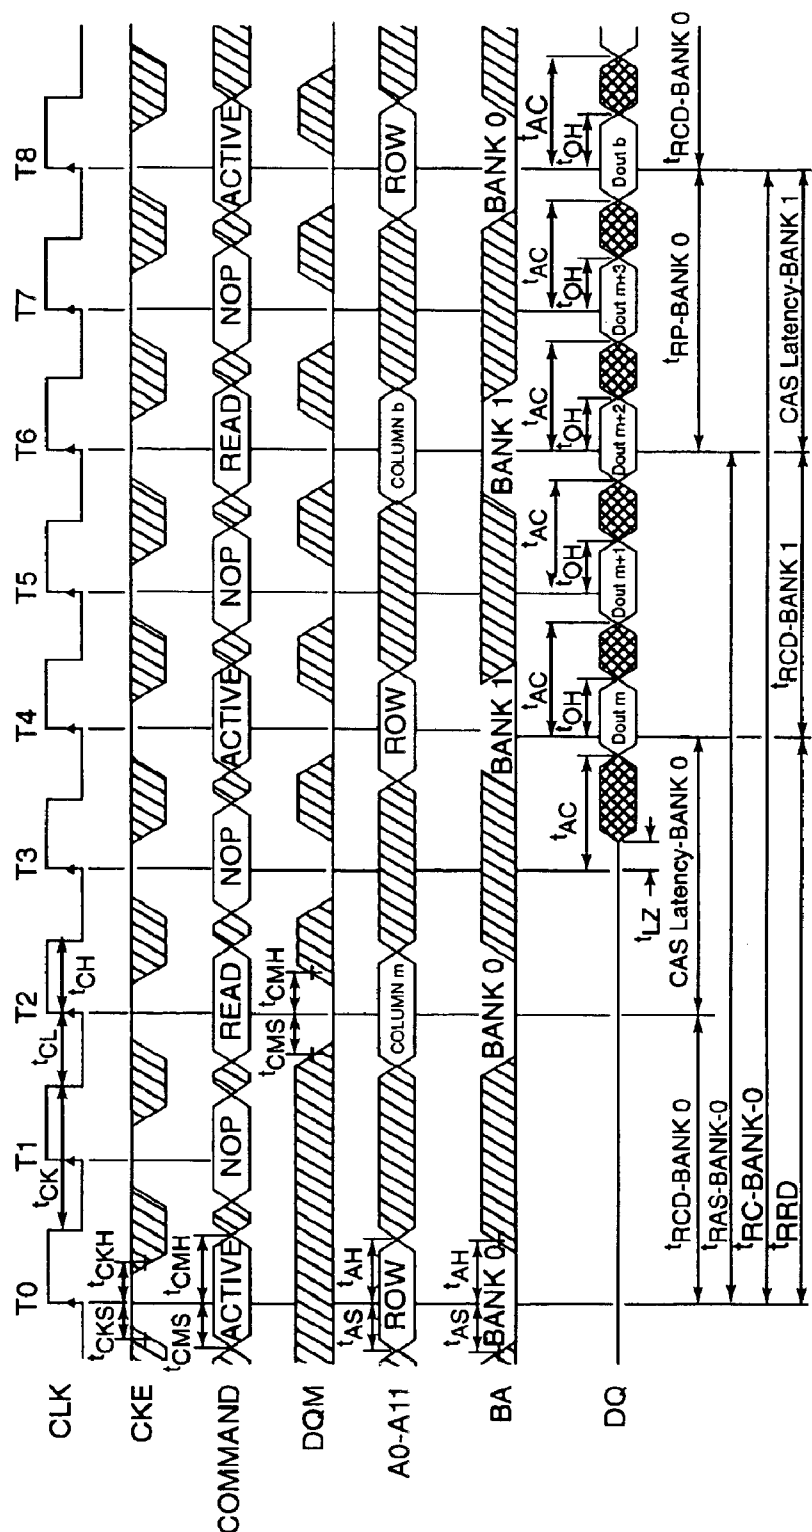 T0 T1 T2 T3 T4 T5 T6 T7 T8
CLK
tCK tCL tCH
CKE
tCKS tCKH
COMMAND
tCMS tCMH
ACTIVE NOP READ NOP ACTIVE NOP READ NOP ACTIVE
DQM
tCMS tCMH
A0-A11
tAS tAH
ROW COLUMN m ROW COLUMN b ROW
BA
tAS tAH
BANK 0 BANK 0 BANK 1 BANK 1 BANK 0
DQ
tAC tAC tAC tAC tAC tAC
tOH tOH tOH tOH tOH
Dout m Dout m+1 Dout m+2 Dout m+3 Dout b
tLZ
tRCD-BANK 0 CAS Latency-BANK 0 tRP-BANK 0 tRCD-BANK 0
tRAS-BANK-0
tRC-BANK-0
tRRD tRCD-BANK 1 CAS Latency-BANK 1